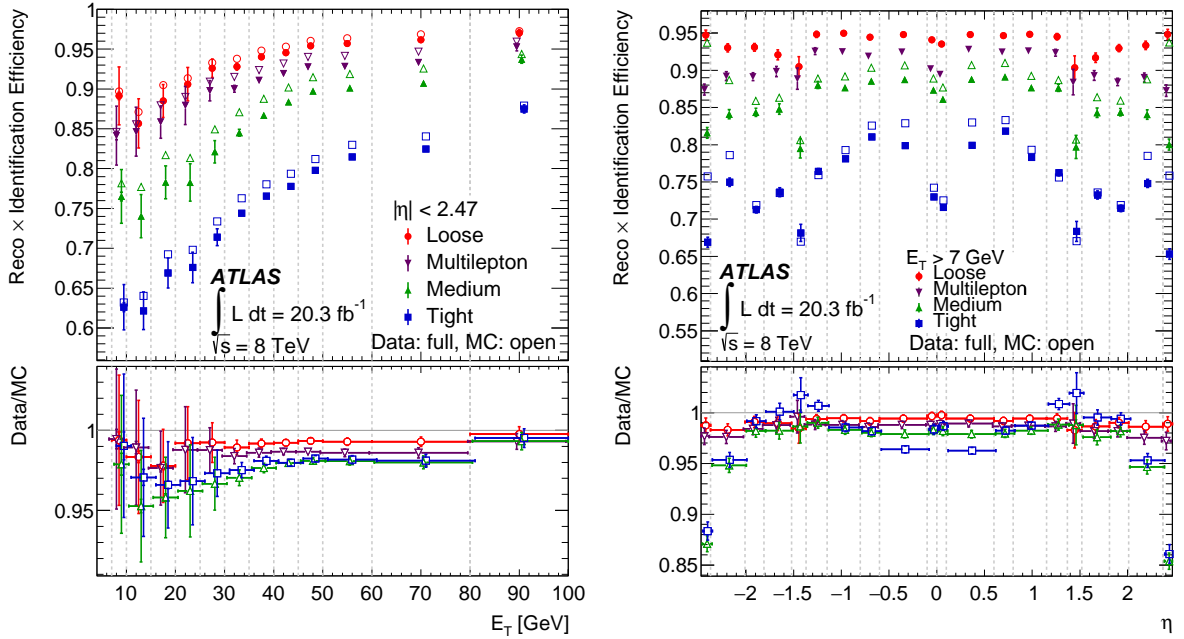 Reco × Identification Efficiency
1
0.95
0.9
0.85
0.8
0.75
0.7
0.65
0.6
|η| < 2.47
Loose
Multilepton
Medium
Tight
ATLAS
∫ L dt = 20.3 fb⁻¹
√s = 8 TeV
Data: full, MC: open
Data/MC
1
0.95
10 20 30 40 50 60 70 80 90 100
E_T [GeV]
Reco × Identification Efficiency
1
0.95
0.9
0.85
0.8
0.75
0.7
0.65
0.6
0.55
E_T > 7 GeV
Loose
Multilepton
Medium
Tight
ATLAS
∫ L dt = 20.3 fb⁻¹
√s = 8 TeV
Data: full, MC: open
Data/MC
1
0.95
0.9
0.85
−2 −1.5 −1 −0.5 0 0.5 1 1.5 2
η